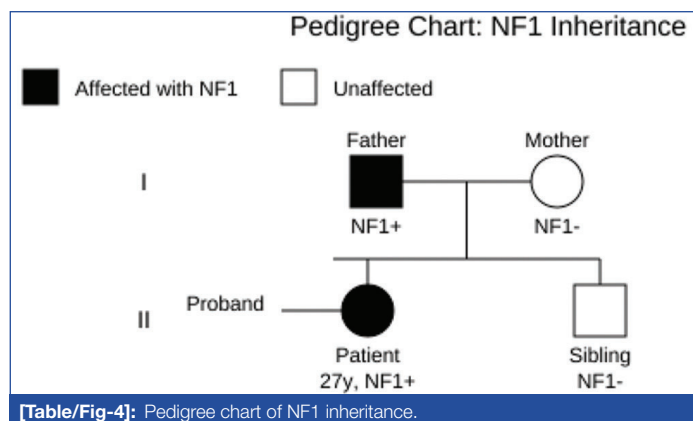 Pedigree Chart: NF1 Inheritance
Affected with NF1
Unaffected
Father
Mother
I
NF1+
NF1-
Proband
II
Patient
Sibling
27y, NF1+
NF1-
[Table/Fig-4]: Pedigree chart of NF1 inheritance.